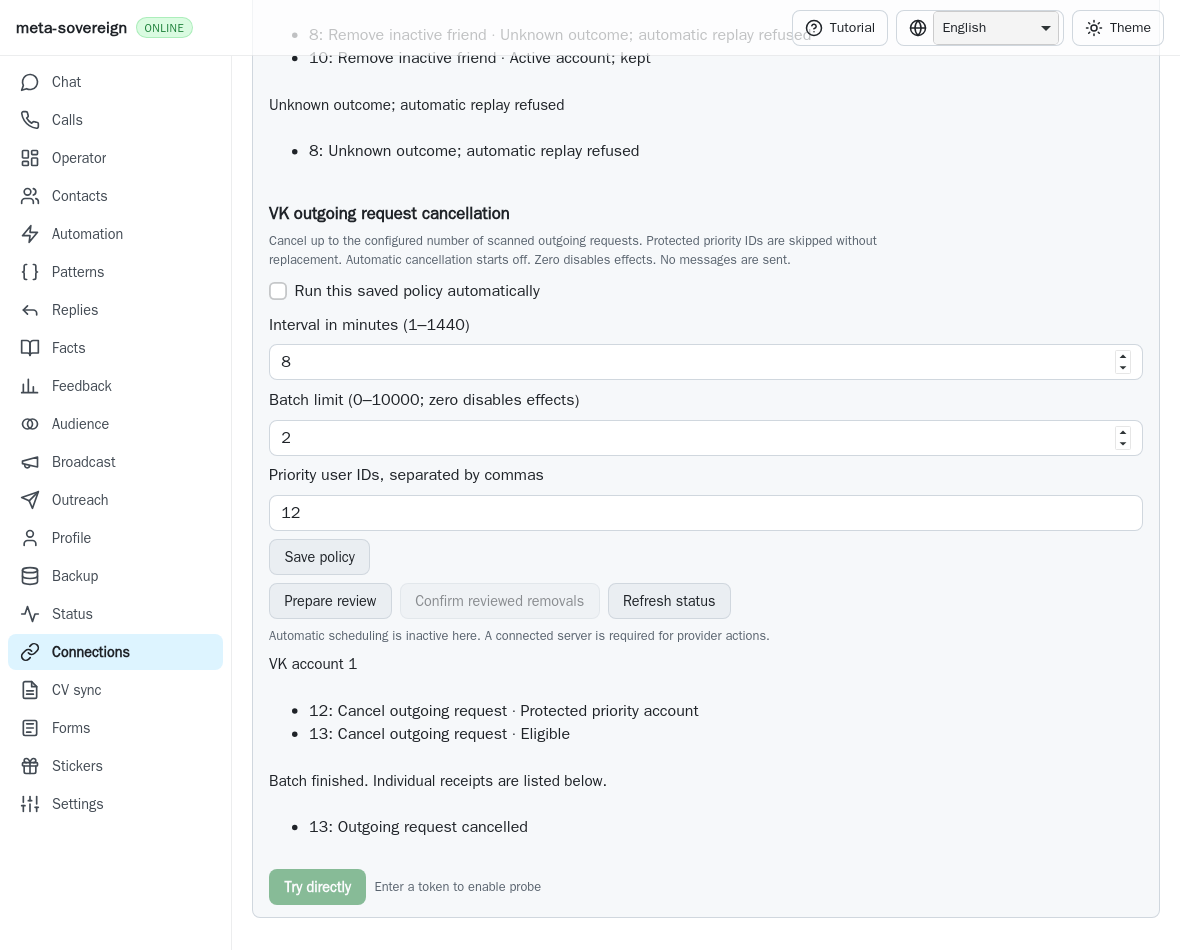 meta-sovereign
ONLINE
Tutorial
English
Theme
Chat
Calls
Operator
Contacts
Automation
Patterns
Replies
Facts
Feedback
Audience
Broadcast
Outreach
Profile
Backup
Status
Connections
CV sync
Forms
Stickers
Settings
8: Remove inactive friend · Unknown outcome; automatic replay refused
10: Remove inactive friend · Active account; kept
Unknown outcome; automatic replay refused
8: Unknown outcome; automatic replay refused
VK outgoing request cancellation
Cancel up to the configured number of scanned outgoing requests. Protected priority IDs are skipped without
replacement. Automatic cancellation starts off. Zero disables effects. No messages are sent.
Run this saved policy automatically
Interval in minutes (1–1440)
8
Batch limit (0–10000; zero disables effects)
2
Priority user IDs, separated by commas
12
Save policy
Prepare review
Confirm reviewed removals
Refresh status
Automatic scheduling is inactive here. A connected server is required for provider actions.
VK account 1
12: Cancel outgoing request · Protected priority account
13: Cancel outgoing request · Eligible
Batch finished. Individual receipts are listed below.
13: Outgoing request cancelled
Try directly
Enter a token to enable probe